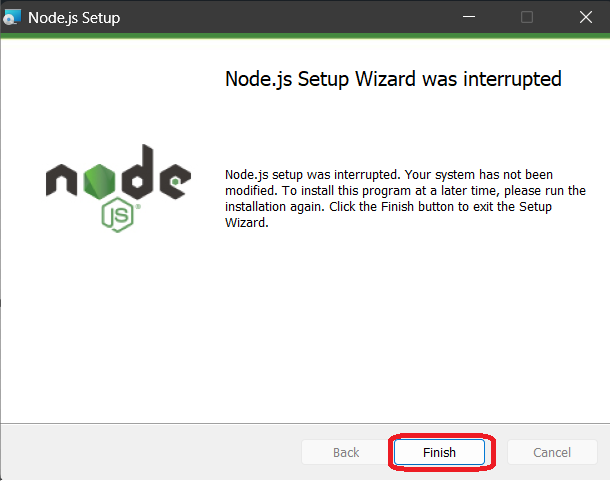 Node.js Setup
Node.js Setup Wizard was interrupted
node
JS®
Node.js setup was interrupted. Your system has not been
modified. To install this program at a later time, please run the
installation again. Click the Finish button to exit the Setup
Wizard.
Back Finish Cancel